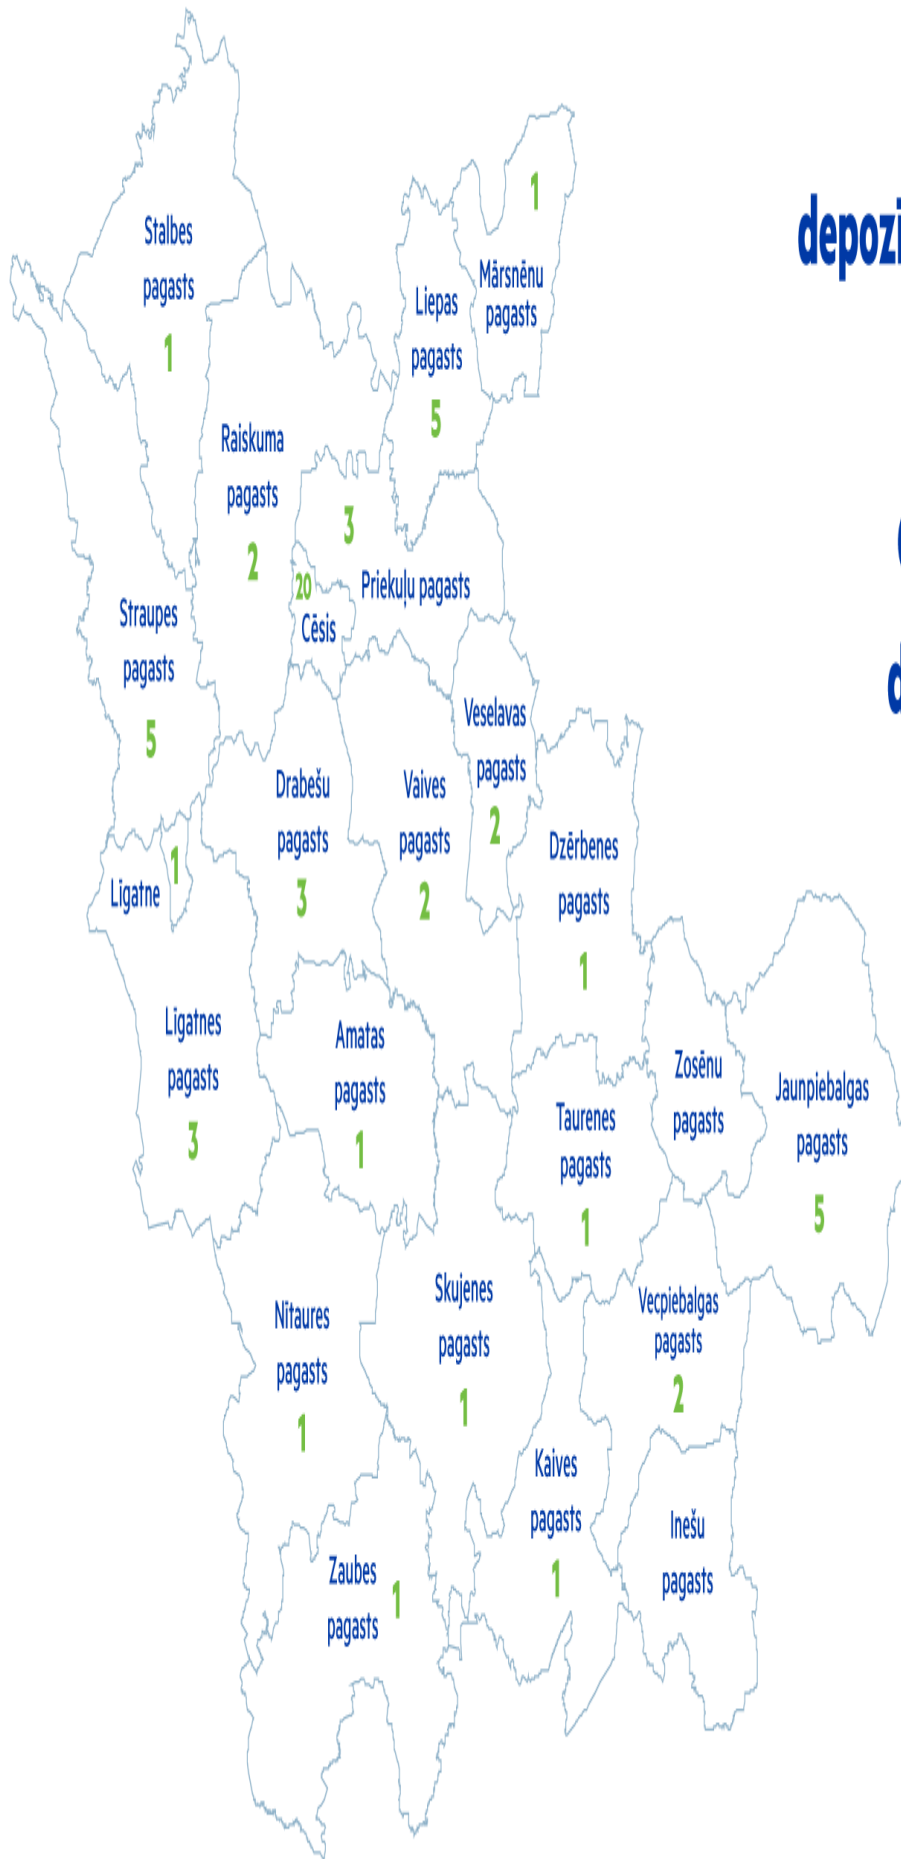 1
Mārsnēnu
pagasts
depozi
Stalbes
pagasts
1
Liepas
pagasts
5
Raiskuma
pagasts
2
3
Priekuļu pagasts
20
Cēsis
Straupes
pagasts
5
Veselavas
pagasts
2
Drabešu
pagasts
3
Vaives
pagasts
2
Dzērbenes
pagasts
1
1
Līgatne
Līgatnes
pagasts
3
Amatas
pagasts
1
Zosēnu
pagasts
Jaunpiebalgas
pagasts
5
Taurenes
pagasts
1
Nītaures
pagasts
1
Skujenes
pagasts
1
Vecpiebalgas
pagasts
2
Kaives
pagasts
1
Inešu
pagasts
Zaubes
pagasts
1